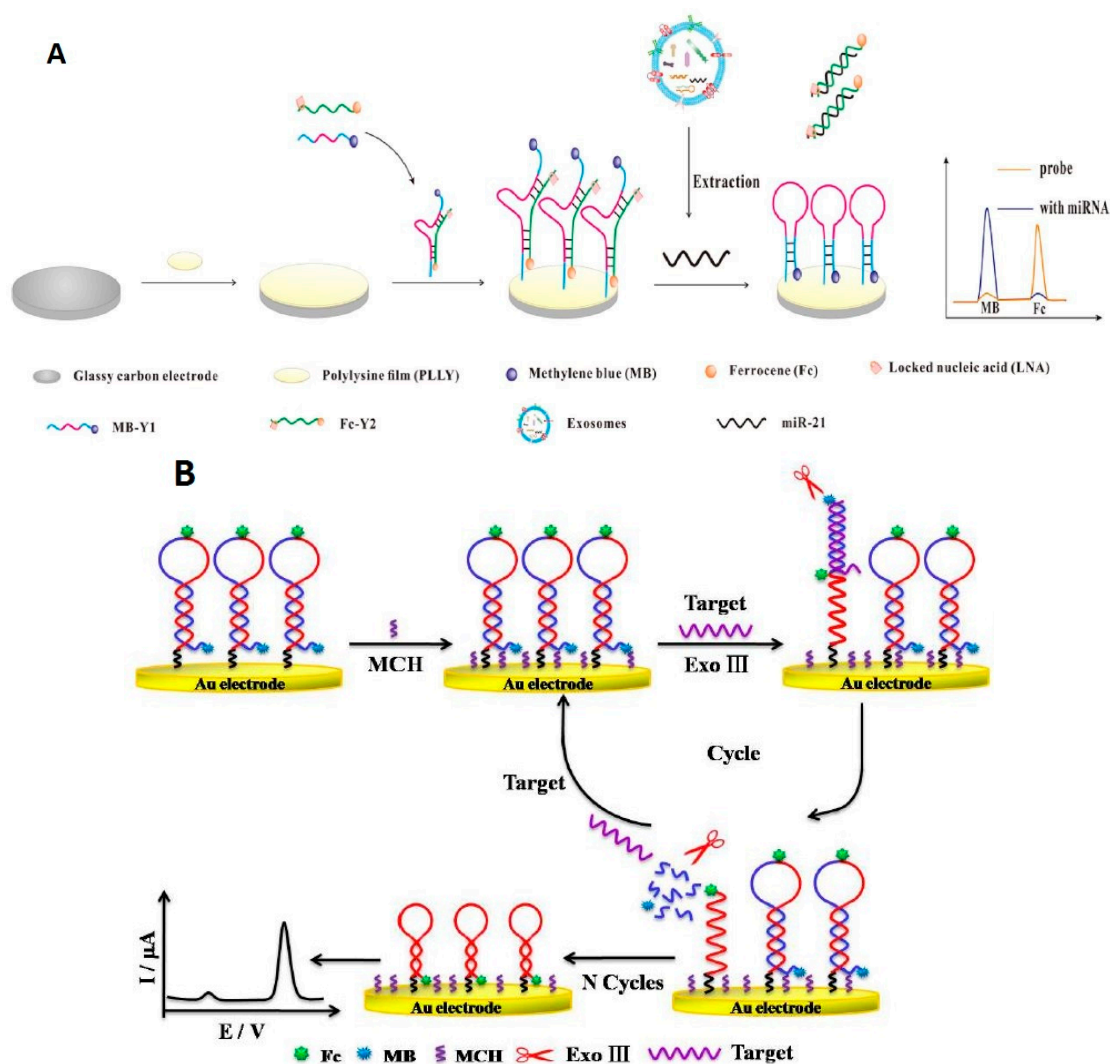 A
Extraction
probe
with miRNA
MB
Fc
Glassy carbon electrode
Polylysine film (PLLY)
Methylene blue (MB)
Ferrocene (Fc)
Locked nucleic acid (LNA)
MB-Y1
Fc-Y2
Exosomes
miR-21
B
MCH
Target
Exo III
Au electrode
Au electrode
Au electrode
Cycle
Target
I / µA
E / V
N Cycles
Au electrode
Au electrode
Fc
MB
MCH
Exo III
Target